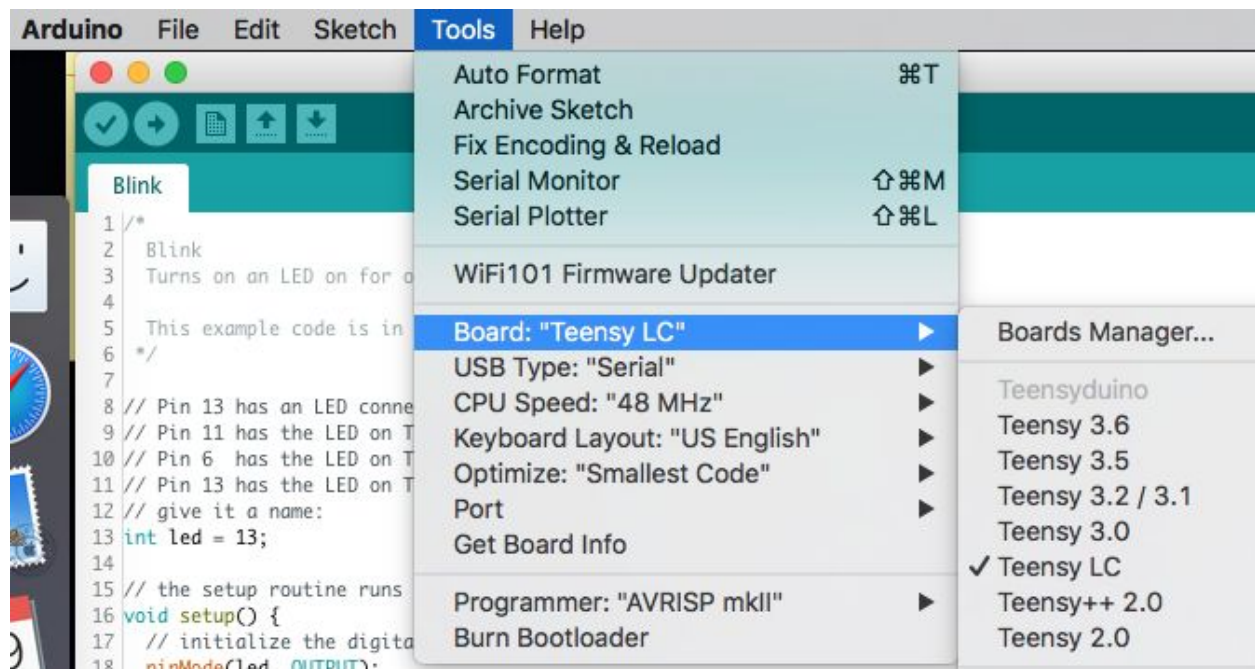 Arduino File Edit Sketch Tools Help
Auto Format ⌘T
Archive Sketch
Fix Encoding & Reload
Serial Monitor ⇧⌘M
Serial Plotter ⇧⌘L
WiFi101 Firmware Updater
Board: "Teensy LC"
USB Type: "Serial"
CPU Speed: "48 MHz"
Keyboard Layout: "US English"
Optimize: "Smallest Code"
Port
Get Board Info
Programmer: "AVRISP mkII"
Burn Bootloader
Boards Manager...
Teensyduino
Teensy 3.6
Teensy 3.5
Teensy 3.2 / 3.1
Teensy 3.0
✓ Teensy LC
Teensy++ 2.0
Teensy 2.0
Blink
1 /*
2 Blink
3 Turns on an LED on for o
4
5 This example code is in
6 */
7
8 // Pin 13 has an LED conne
9 // Pin 11 has the LED on T
10 // Pin 6 has the LED on T
11 // Pin 13 has the LED on T
12 // give it a name:
13 int led = 13;
14
15 // the setup routine runs
16 void setup() {
17 // initialize the digita
18 pinMode(led, OUTPUT);